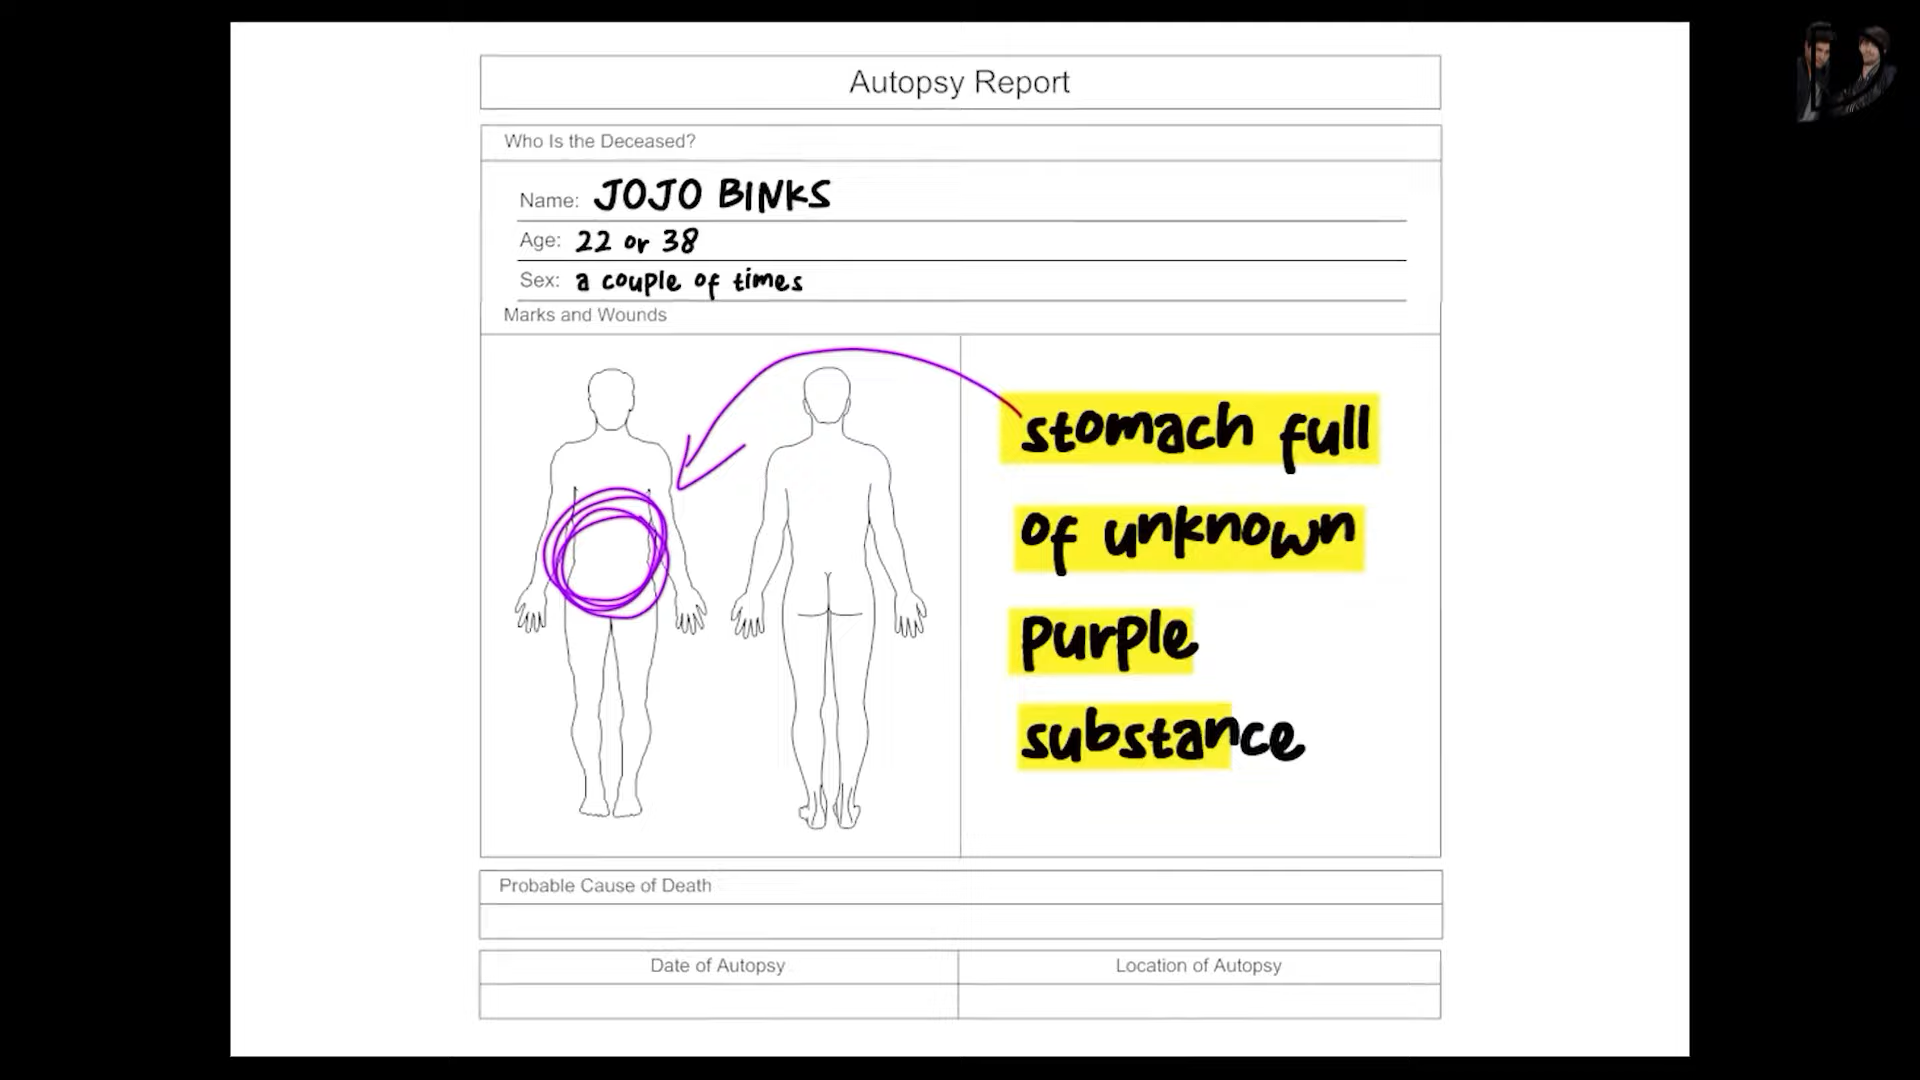 Autopsy Report
Who Is the Deceased?
Name: JOJO BINKS
Age: 22 or 38
Sex: a couple of times
Marks and Wounds
stomach full
of unknown
purple
substance
Probable Cause of Death
Date of Autopsy
Location of Autopsy